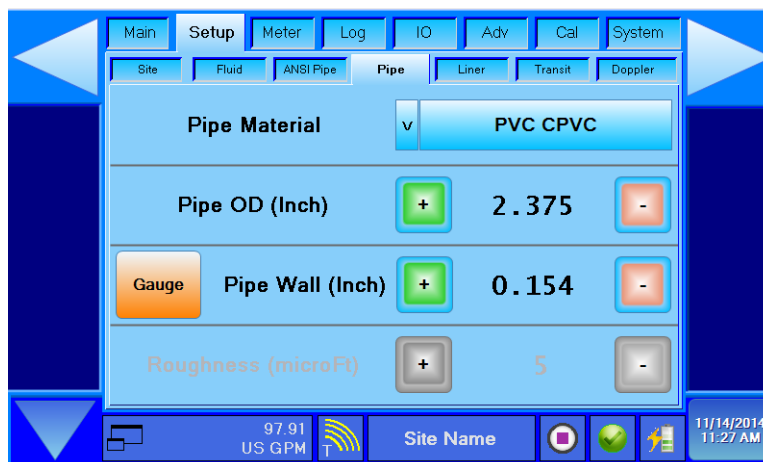 Main Setup Meter Log IO Adv Cal System
Site Fluid ANSI Pipe Pipe Liner Transit Doppler
Pipe Material v PVC CPVC
Pipe OD (Inch) + 2.375 -
Gauge Pipe Wall (Inch) + 0.154 -
Roughness (microFt) + 5 -
97.91
US GPM T Site Name
11/14/2014
11:27 AM